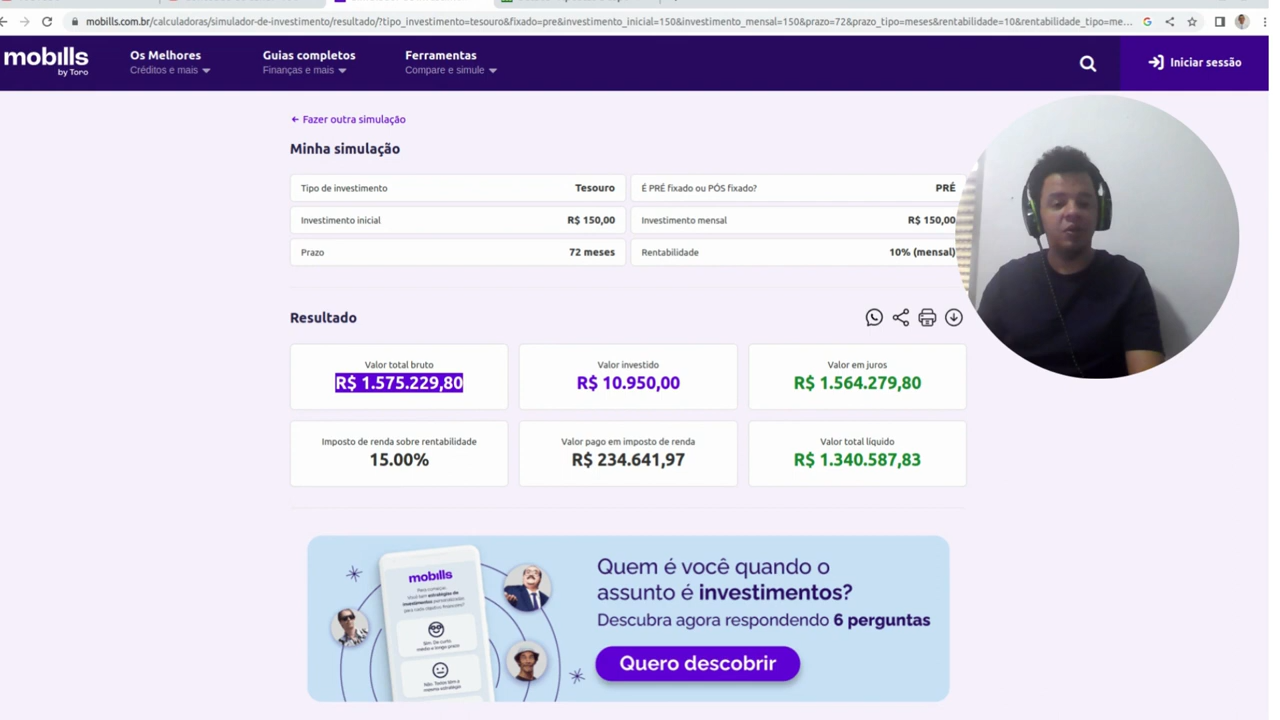 mobills.com.br/calculadoras/simulador-de-investimento/resultado/?tipo_investimento=tesouro&fixado=pre&investimento_inicial=150&investimento_mensal=150&prazo=72&prazo_tipo=meses&rentabilidade=10&rentabilidade_tipo=me...
mobills
by Toro
Os Melhores
Créditos e mais
Guias completos
Finanças e mais
Ferramentas
Compare e simule
Iniciar sessão
Fazer outra simulação
Minha simulação
Tipo de investimento Tesouro
É PRÉ fixado ou PÓS fixado? PRÉ
Investimento inicial R$ 150,00
Investimento mensal R$ 150,00
Prazo 72 meses
Rentabilidade 10% (mensal)
Resultado
Valor total bruto
R$ 1.575.229,80
Valor investido
R$ 10.950,00
Valor em juros
R$ 1.564.279,80
Imposto de renda sobre rentabilidade
15.00%
Valor pago em imposto de renda
R$ 234.641,97
Valor total líquido
R$ 1.340.587,83
mobills
Quem é você quando o
assunto é investimentos?
Descubra agora respondendo 6 perguntas
Quero descobrir